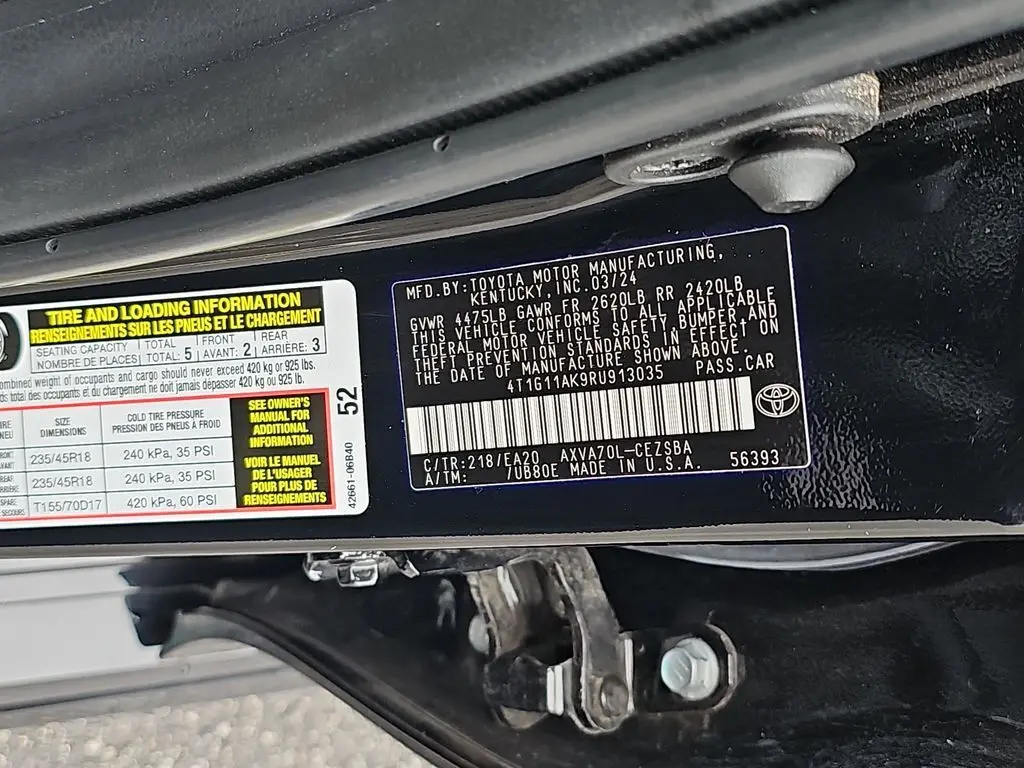 TIRE AND LOADING INFORMATION
RENSEIGNEMENTS SUR LES PNEUS ET LE CHARGEMENT
SEATING CAPACITY | TOTAL | FRONT | REAR
NOMBRE DE PLACES | TOTAL: 5 | AVANT: 2 | ARRIÈRE: 3
combined weight of occupants and cargo should never exceed 420 kg or 925 lbs.
total des occupants et du chargement ne doit jamais dépasser 420 kg ou 925 lb.
SIZE
DIMENSIONS
COLD TIRE PRESSURE
PRESSION DES PNEUS À FROID
235/45R18 240 kPa, 35 PSI
235/45R18 240 kPa, 35 PSI
T155/70D17 420 kPa, 60 PSI
SEE OWNER'S
MANUAL FOR
ADDITIONAL
INFORMATION
VOIR LE MANUEL
DE L'USAGER
POUR PLUS DE
RENSEIGNEMENTS
52
42661-06B40
MFD.BY:TOYOTA MOTOR MANUFACTURING,
KENTUCKY, INC.03/24
GVWR 4475LB GAWR FR 2620LB RR 2420LB
THIS VEHICLE CONFORMS TO ALL APPLICABLE
FEDERAL MOTOR VEHICLE SAFETY,BUMPER,AND
THEFT PREVENTION STANDARDS IN EFFECT ON
THE DATE OF MANUFACTURE SHOWN ABOVE.
4T1G11AK9RU913035 PASS.CAR
C/TR:218/EA20 AXVA70L-CEZSBA
A/TM: /UB80E MADE IN U.S.A. 56393